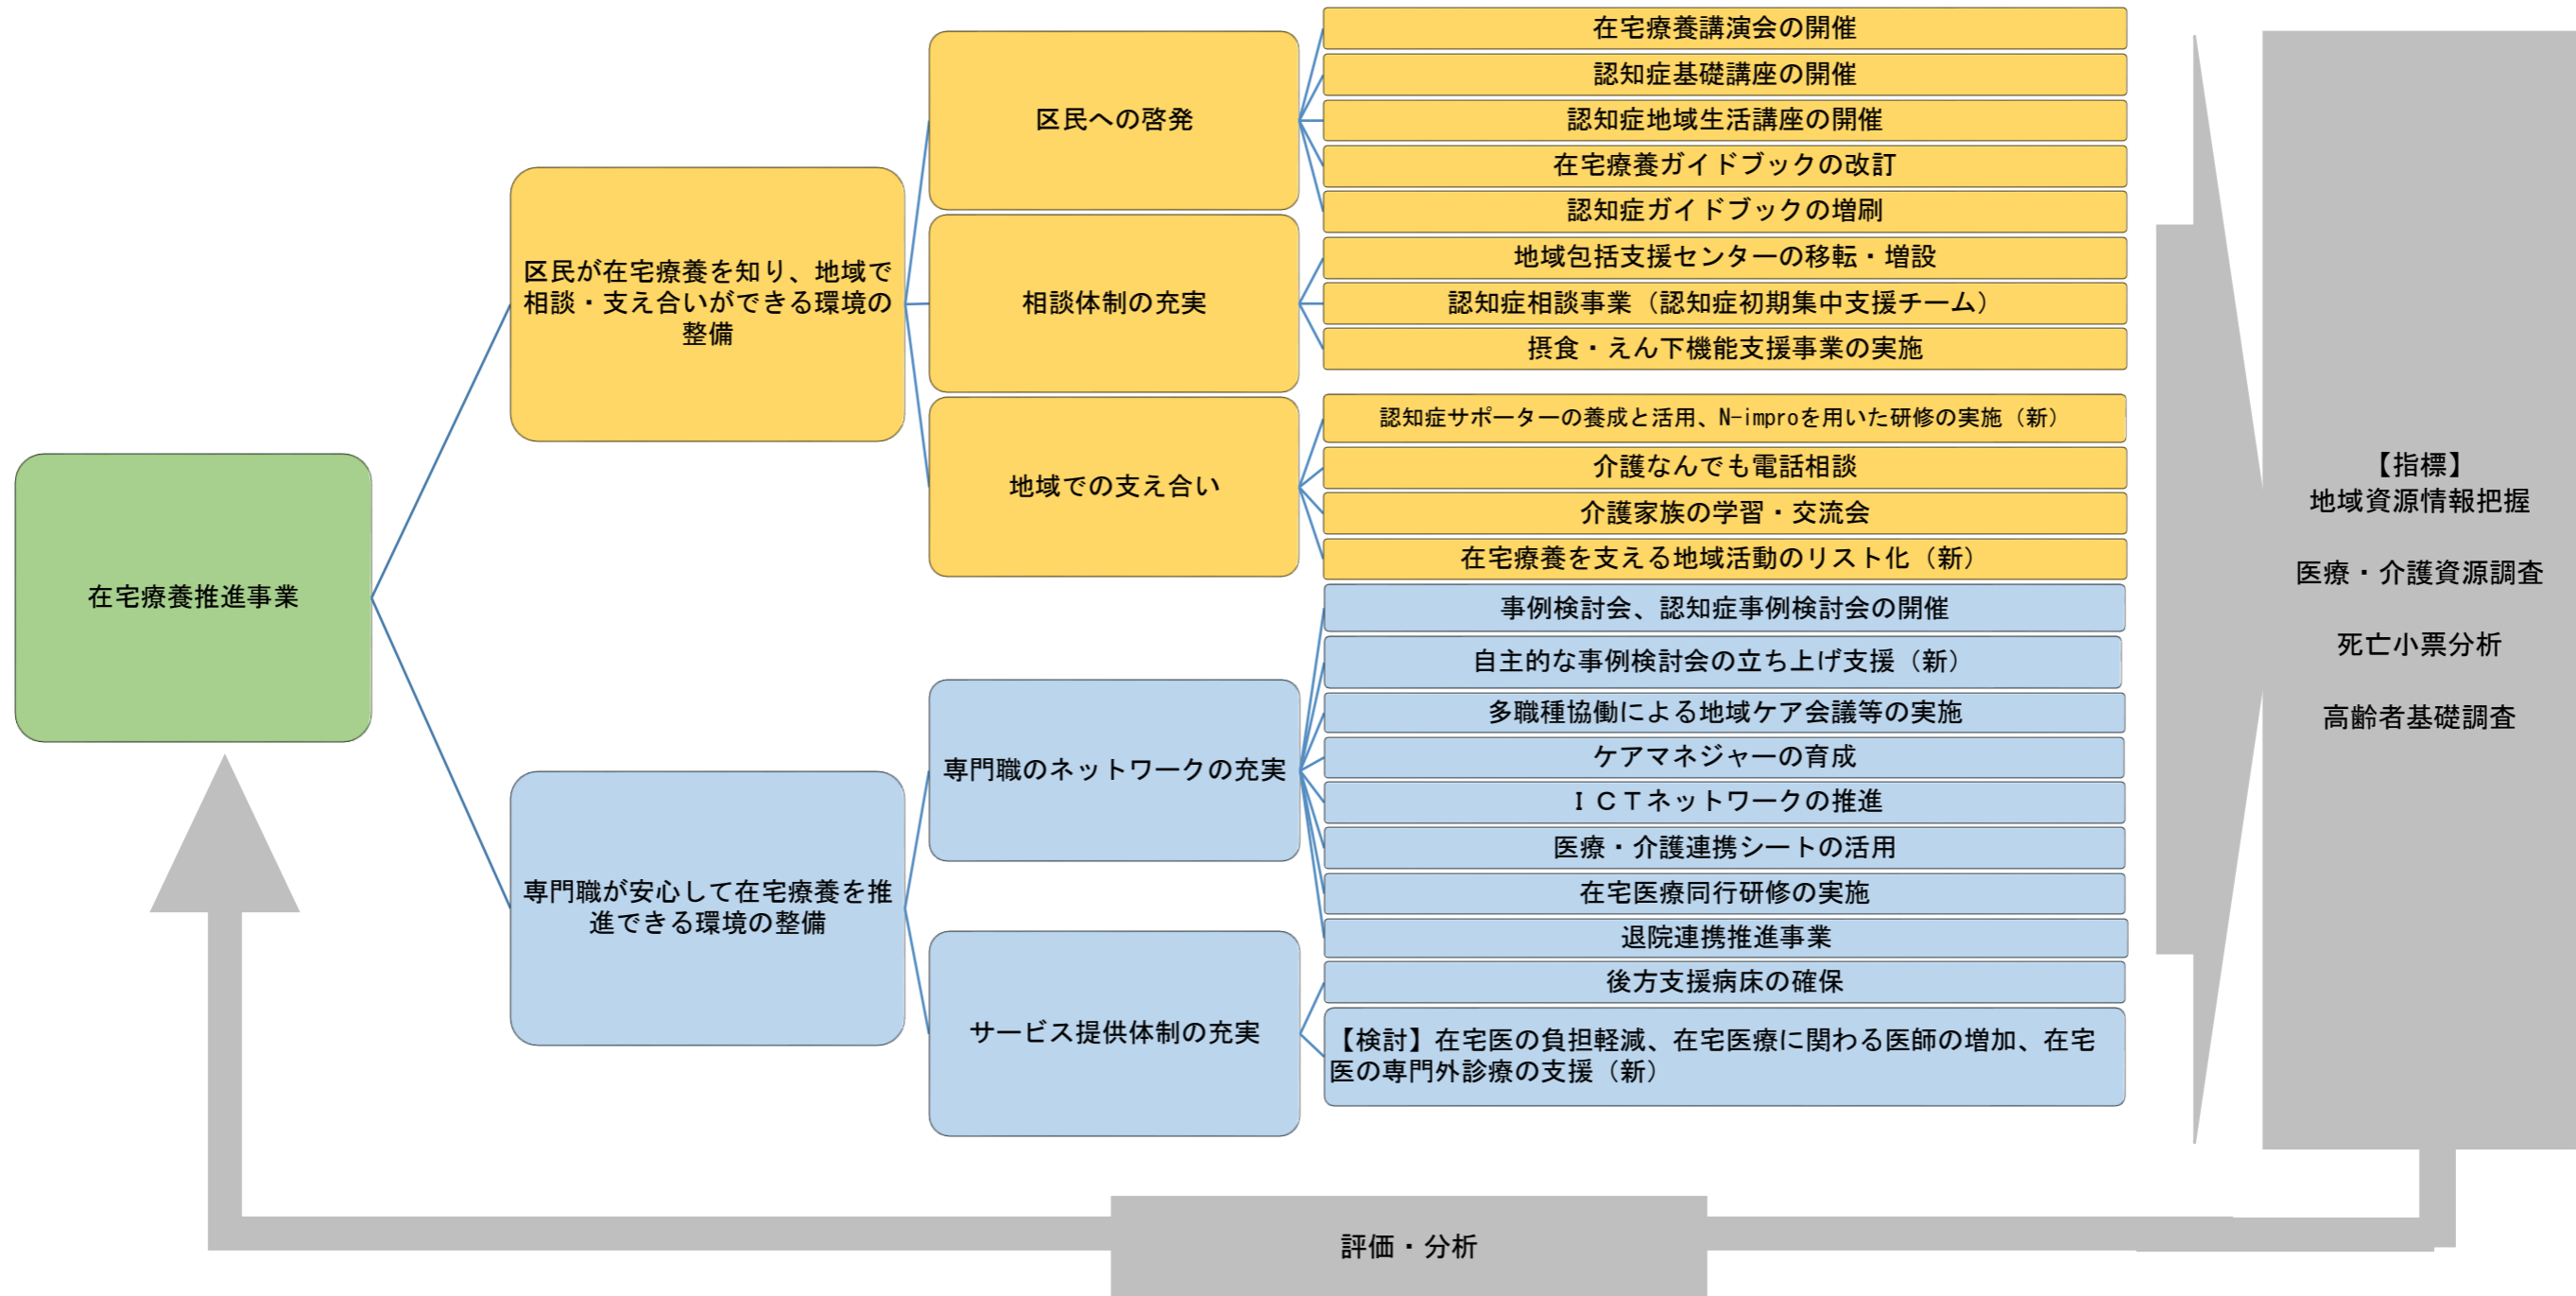 在宅療養推進事業
区民が在宅療養を知り、地域で
相談・支え合いができる環境の
整備
区民への啓発
在宅療養講演会の開催
認知症基礎講座の開催
認知症地域生活講座の開催
在宅療養ガイドブックの改訂
認知症ガイドブックの増刷
相談体制の充実
地域包括支援センターの移転・増設
認知症相談事業（認知症初期集中支援チーム）
摂食・えん下機能支援事業の実施
地域での支え合い
認知症サポーターの養成と活用、N-improを用いた研修の実施（新）
介護なんでも電話相談
介護家族の学習・交流会
在宅療養を支える地域活動のリスト化（新）
専門職が安心して在宅療養を推
進できる環境の整備
専門職のネットワークの充実
事例検討会、認知症事例検討会の開催
自主的な事例検討会の立ち上げ支援（新）
多職種協働による地域ケア会議等の実施
ケアマネジャーの育成
ＩＣＴネットワークの推進
医療・介護連携シートの活用
在宅医療同行研修の実施
退院連携推進事業
サービス提供体制の充実
後方支援病床の確保
【検討】在宅医の負担軽減、在宅医療に関わる医師の増加、在宅
医の専門外診療の支援（新）
【指標】
地域資源情報把握
医療・介護資源調査
死亡小票分析
高齢者基礎調査
評価・分析